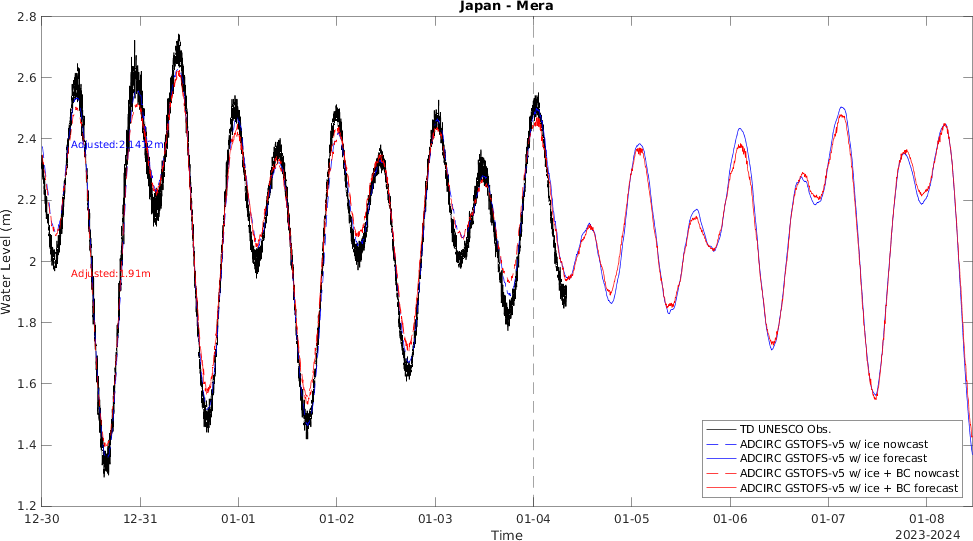 Japan - Mera
2.8
2.6
2.4
2.2
2
1.8
1.6
1.4
1.2
Water Level (m)
Adjusted:2.1412m
Adjusted:1.91m
TD UNESCO Obs.
ADCIRC GSTOFS-v5 w/ ice nowcast
ADCIRC GSTOFS-v5 w/ ice forecast
ADCIRC GSTOFS-v5 w/ ice + BC nowcast
ADCIRC GSTOFS-v5 w/ ice + BC forecast
12-30 12-31 01-01 01-02 01-03 01-04 01-05 01-06 01-07 01-08
Time
2023-2024